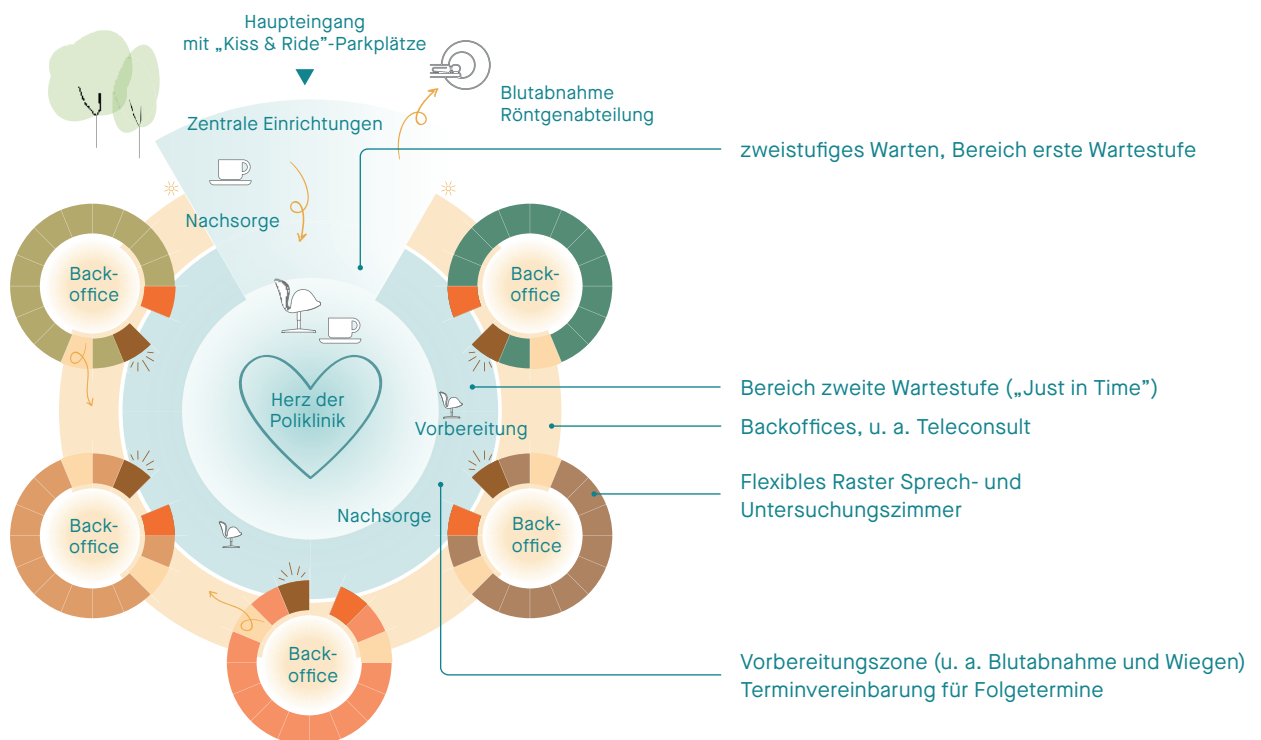 Haupteingang
mit „Kiss & Ride”-Parkplätze
Blutabnahme
Röntgenabteilung
Zentrale Einrichtungen
zweistufiges Warten, Bereich erste Wartestufe
Nachsorge
Back-
office
Back-
office
Herz der
Poliklinik
Bereich zweite Wartestufe („Just in Time”)
Vorbereitung
Backoffices, u. a. Teleconsult
Flexibles Raster Sprech- und
Untersuchungszimmer
Nachsorge
Back-
office
Back-
office
Back-
office
Vorbereitungszone (u. a. Blutabnahme und Wiegen)
Terminvereinbarung für Folgetermine